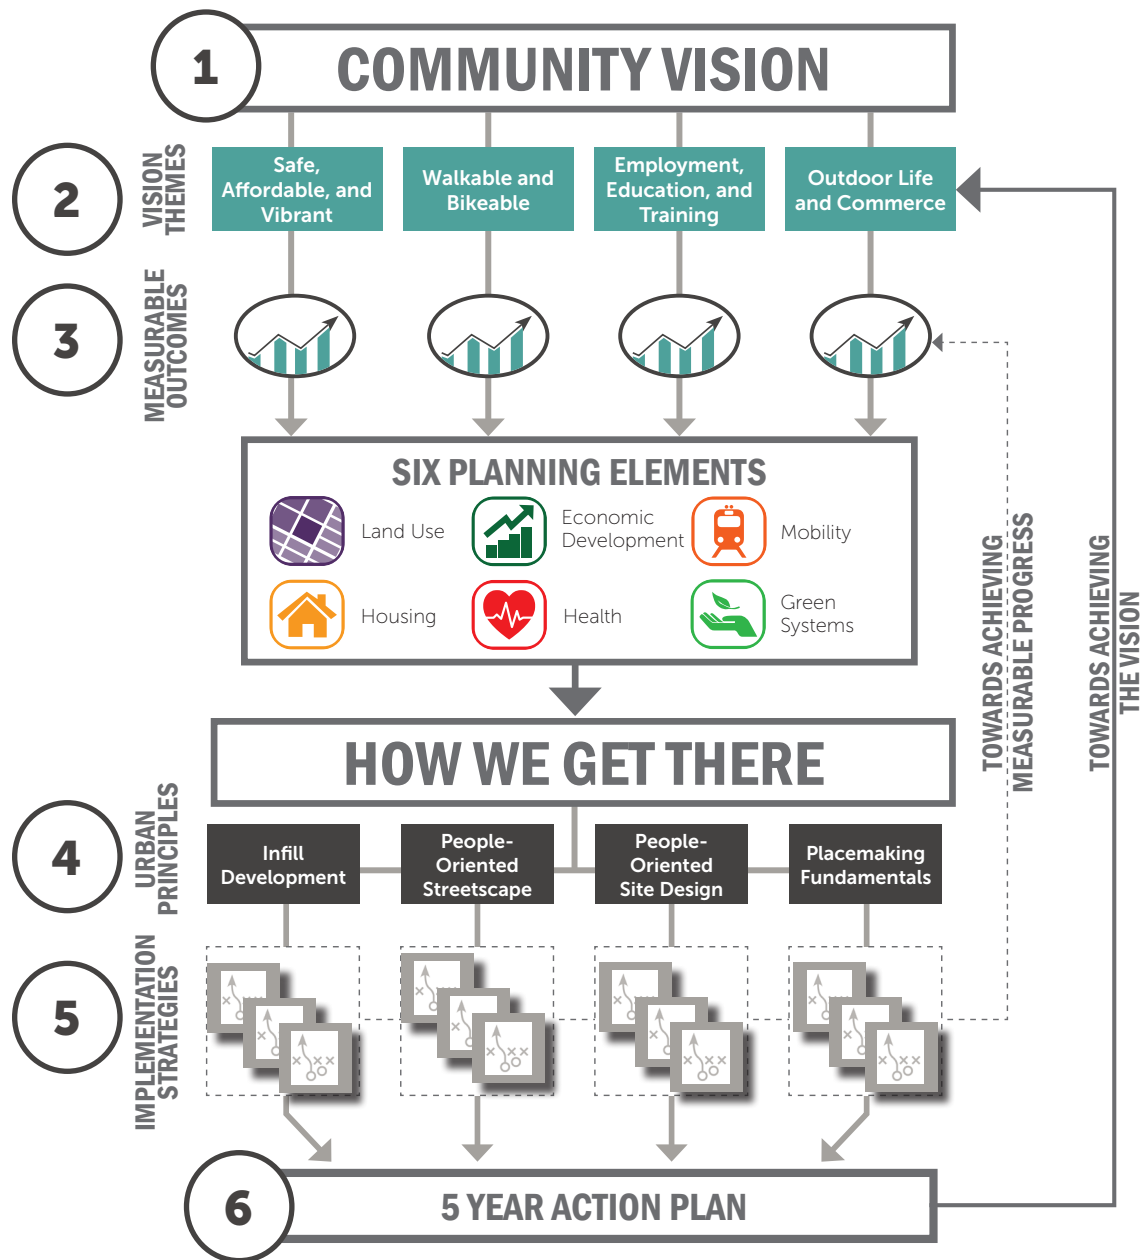 1
COMMUNITY VISION
2
VISION
THEMES
Safe,
Affordable, and
Vibrant
Walkable and
Bikeable
Employment,
Education, and
Training
Outdoor Life
and Commerce
3
MEASURABLE
OUTCOMES
SIX PLANNING ELEMENTS
Land Use
Economic
Development
Mobility
Housing
Health
Green
Systems
TOWARDS ACHIEVING
MEASURABLE PROGRESS
TOWARDS ACHIEVING
THE VISION
HOW WE GET THERE
4
URBAN
PRINCIPLES
Infill
Development
People-
Oriented
Streetscape
People-
Oriented
Site Design
Placemaking
Fundamentals
5
IMPLEMENTATION
STRATEGIES
6
5 YEAR ACTION PLAN